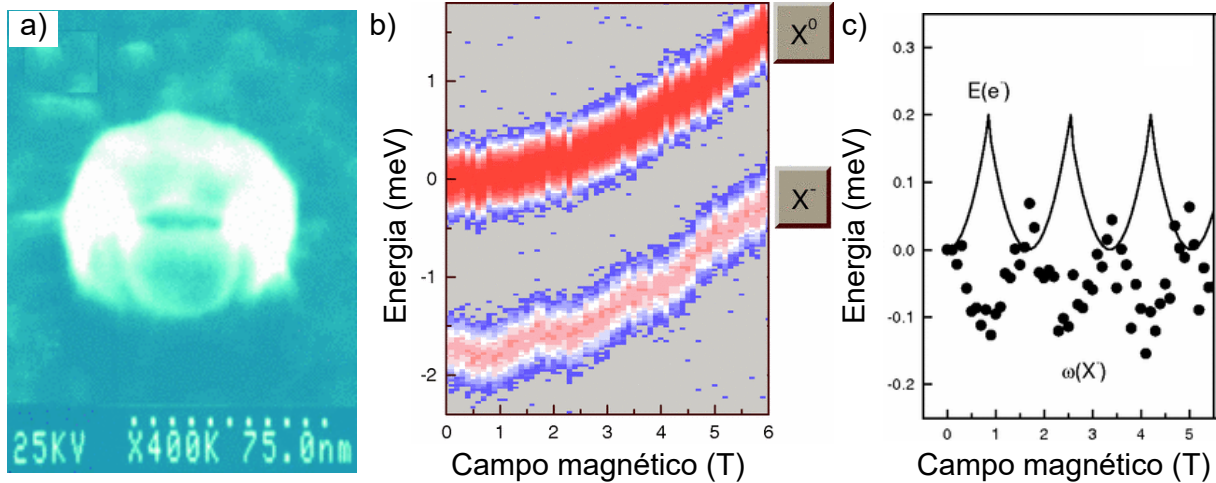 a)
25KV X400K 75.0nm
b)
Energia (meV)
1
0
-1
-2
0 1 2 3 4 5 6
Campo magnético (T)
X⁰
X⁻
c)
Energia (meV)
0.3
0.2
0.1
0.0
-0.1
-0.2
E(e⁻)
ω(X⁻)
0 1 2 3 4 5
Campo magnético (T)